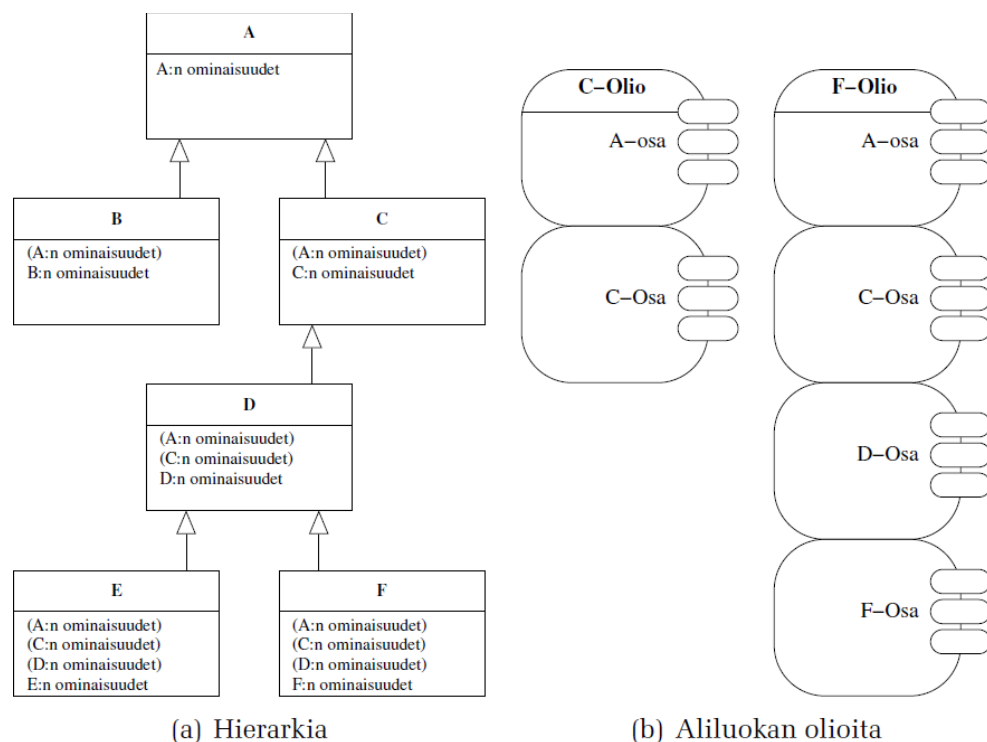 A
A:n ominaisuudet
B
(A:n ominaisuudet)
B:n ominaisuudet
C
(A:n ominaisuudet)
C:n ominaisuudet
D
(A:n ominaisuudet)
(C:n ominaisuudet)
D:n ominaisuudet
E
(A:n ominaisuudet)
(C:n ominaisuudet)
(D:n ominaisuudet)
E:n ominaisuudet
F
(A:n ominaisuudet)
(C:n ominaisuudet)
(D:n ominaisuudet)
F:n ominaisuudet
(a) Hierarkia
C–Olio
A–osa
C–Osa
F–Olio
A–osa
C–Osa
D–Osa
F–Osa
(b) Aliluokan olioita